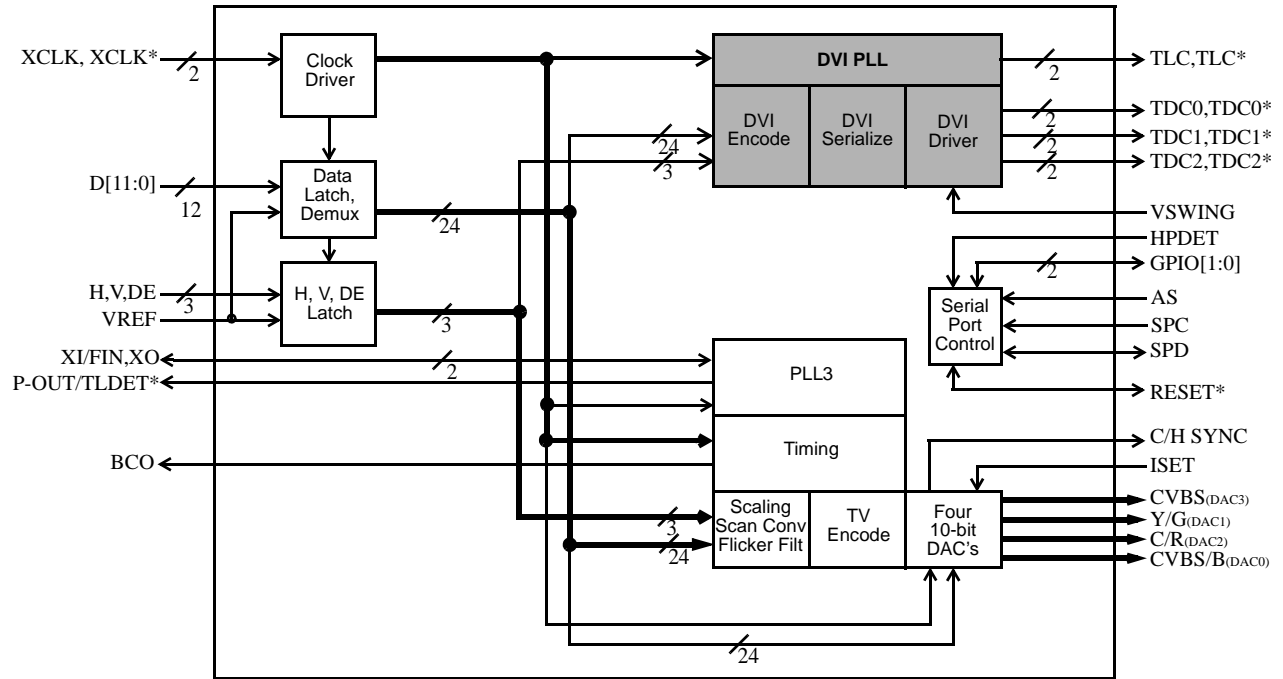 XCLK, XCLK*
2
Clock
Driver
DVI PLL
2
TLC,TLC*
DVI
Encode
DVI
Serialize
DVI
Driver
2
TDC0,TDC0*
24
2
TDC1,TDC1*
3
2
TDC2,TDC2*
D[11:0]
12
Data
Latch,
Demux
24
VSWING
HPDET
2
GPIO[1:0]
H,V,DE
3
VREF
H, V, DE
Latch
3
Serial
Port
Control
AS
SPC
SPD
RESET*
XI/FIN,XO
2
P-OUT/TLDET*
PLL3
Timing
BCO
C/H SYNC
ISET
3
24
Scaling
Scan Conv
Flicker Filt
TV
Encode
Four
10-bit
DAC's
CVBS(DAC3)
Y/G(DAC1)
C/R(DAC2)
CVBS/B(DAC0)
24